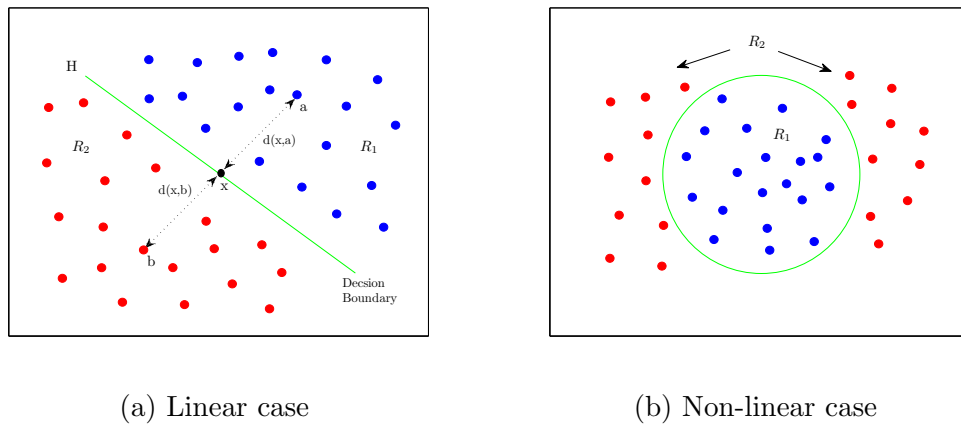 H
a
d(x,a)
R2
R1
d(x,b)
x
b
Decsion
Boundary
(a) Linear case
R2
R1
(b) Non-linear case